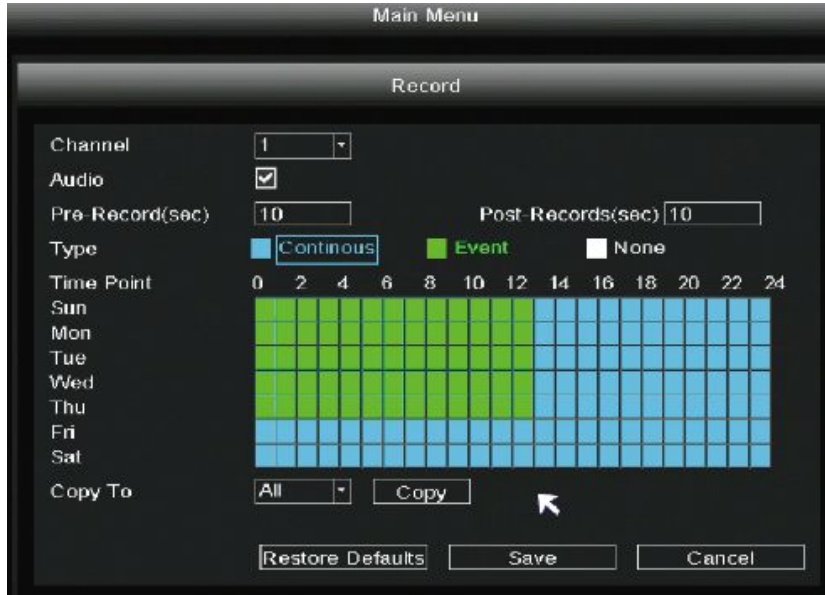 Main Menu
Record
Channel 1
Audio
Pre-Record(sec) 10 Post-Records(sec) 10
Type Continous Event None
Time Point 0 2 4 6 8 10 12 14 16 18 20 22 24
Sun
Mon
Tue
Wed
Thu
Fri
Sat
Copy To All Copy
Restore Defaults Save Cancel